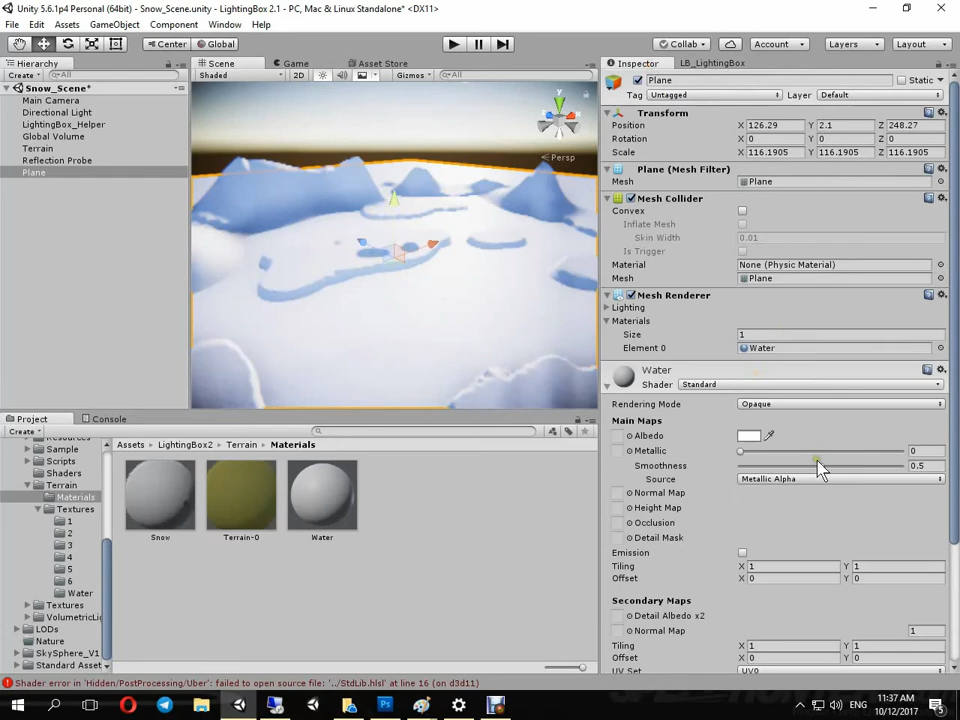 Unity 5.6.1p4 Personal (64bit) - Snow_Scene.unity - LightingBox 2.1 - PC, Mac & Linux Standalone* <DX11>
File Edit Assets GameObject Component Window Help
Center Global Collab Account Layers Layout
Hierarchy Scene Game Asset Store Inspector LB_LightingBox
Create All Shaded 2D Gizmos All Plane Static
Snow_Scene* Tag Untagged Layer Default
Main Camera
Directional Light
LightingBox_Helper
Global Volume
Terrain
Reflection Probe
Plane
y
Persp
Transform
Position X 126.29 Y 2.1 Z 248.27
Rotation X 0 Y 0 Z 0
Scale X 116.1905 Y 116.1905 Z 116.1905
Plane (Mesh Filter)
Mesh Plane
Mesh Collider
Convex
Inflate Mesh
Skin Width 0.01
Is Trigger
Material None (Physic Material)
Mesh Plane
Mesh Renderer
Lighting
Materials
Size 1
Element 0 Water
Water
Shader Standard
Rendering Mode Opaque
Main Maps
Albedo
Metallic 0
Smoothness 0.5
Source Metallic Alpha
Normal Map
Height Map
Occlusion
Detail Mask
Emission
Tiling X 1 Y 1
Offset X 0 Y 0
Secondary Maps
Detail Albedo x2
Normal Map 1
Tiling X 1 Y 1
Offset X 0 Y 0
UV Set UV0
Project Console
Create
Resources
Sample
Scripts
Shaders
Terrain
Materials
Textures
1
2
3
4
5
6
Water
Textures
VolumetricLi
LODs
Nature
SkySphere_V1
Standard Asset
Assets LightingBox2 Terrain Materials
Snow Terrain-0 Water
Shader error in 'Hidden/PostProcessing/Uber': failed to open source file: '../StdLib.hlsl' at line 16 (on d3d11)
ENG 11:37 AM
10/12/2017
5